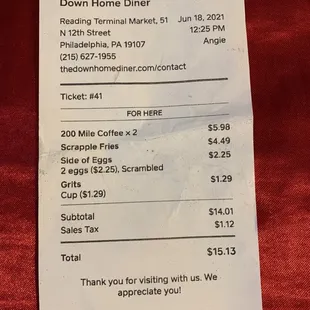 Down Home Diner
Reading Terminal Market, 51 Jun 18, 2021
N 12th Street 12:25 PM
Philadelphia, PA 19107 Angie
(215) 627-1955
thedownhomediner.com/contact
Ticket: #41
FOR HERE
200 Mile Coffee x 2 $5.98
Scrapple Fries $4.49
Side of Eggs $2.25
2 eggs ($2.25), Scrambled
Grits $1.29
Cup ($1.29)
Subtotal $14.01
Sales Tax $1.12
Total $15.13
Thank you for visiting with us. We
appreciate you!